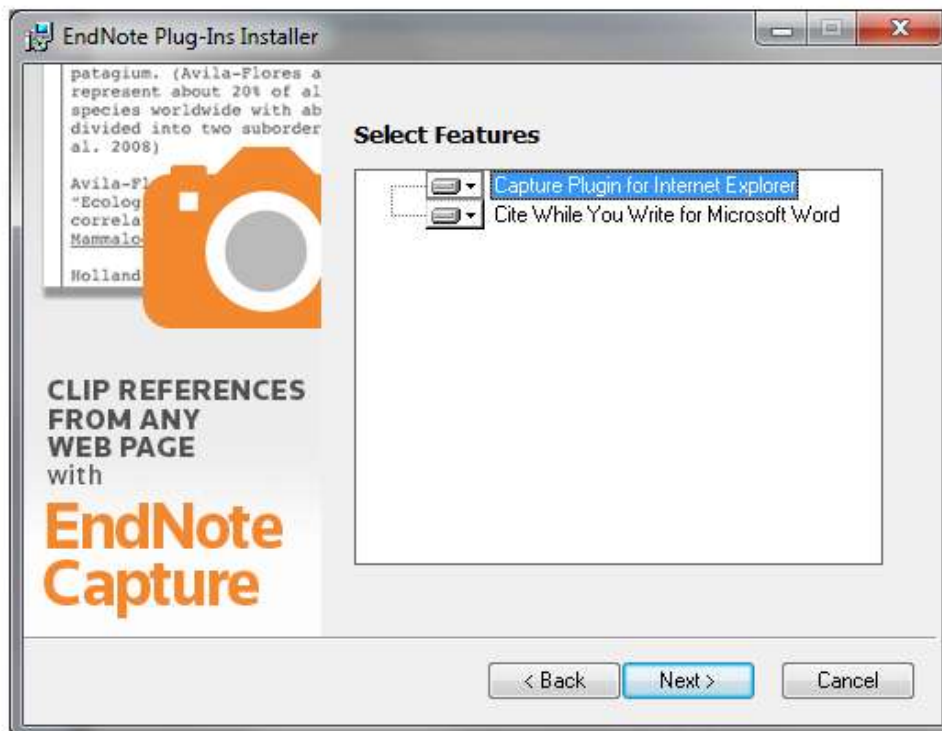 EndNote Plug-Ins Installer
patagium. (Avila-Flores a
represent about 20% of al
species worldwide with ab
divided into two suborder
al. 2008)
Avila-Fl
"Ecolog
correla
Mammalo
Holland
CLIP REFERENCES
FROM ANY
WEB PAGE
with
EndNote
Capture
Select Features
Capture Plugin for Internet Explorer
Cite While You Write for Microsoft Word
< Back
Next >
Cancel